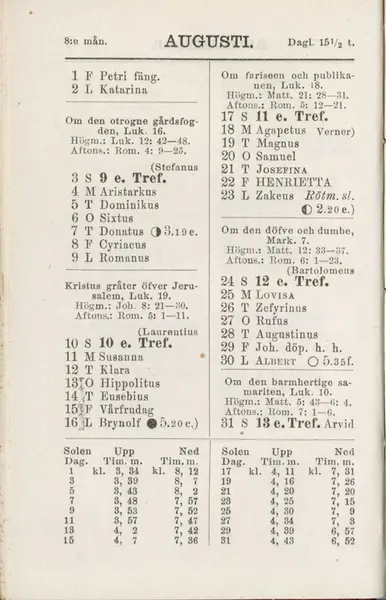 8:e mån. AUGUSTI. Dagl. 15 1/2 t.
1 F Petri fäng.
2 L Katarina
Om den otrogne gårdsfog-
den, Luk. 16.
Högm.: Luk. 12: 42—48.
Aftons.: Rom. 4: 9—25.
(Stefanus
3 S 9 e. Tref.
4 M Aristarkus
5 T Dominikus
6 O Sixtus
7 T Donatus ◑ 3.19 e.
8 F Cyriacus
9 L Romanus
Kristus gråter öfver Jeru-
salem, Luk. 19.
Högm.: Joh. 8: 21—30.
Aftons.: Rom. 5: 1—11.
(Laurentius
10 S 10 e. Tref.
11 M Susanna
12 T Klara
13 O Hippolitus
14 T Eusebius
15 F Vårfrudag
16 L Brynolf ● 5.20 e.)
Om fariseen och publika-
nen, Luk. 18.
Högm.: Matt. 21: 28—31.
Aftons.: Rom. 5: 12—21.
17 S 11 e. Tref.
18 M Agapetus Verner)
19 T Magnus
20 O Samuel
21 T JOSEFINA
22 F HENRIETTA
23 L Zakeus Rötm. sl.
◐ 2.20 e.)
Om den döfve och dumbe,
Mark. 7.
Högm.: Matt. 12: 33—37.
Aftons.: Rom. 6: 1—23.
(Bartolomeus
24 S 12 e. Tref.
25 M LOVISA
26 T Zefyrinus
27 O Rufus
28 T Augustinus
29 F Joh. döp. h. h.
30 L ALBERT ○ 5.35 f.
Om den barmhertige sa-
mariten, Luk. 10.
Högm.: Matt. 5: 43—6: 4.
Aftons.: Rom. 7: 1—6.
31 S 13 e. Tref. Arvid
Solen Upp Ned
Dag. Tim. m. Tim. m.
1 kl. 3, 34 kl. 8, 12
3 3, 39 8, 7
5 3, 43 8, 2
7 3, 48 7, 57
9 3, 53 7, 52
11 3, 57 7, 47
13 4, 2 7, 42
15 4, 7 7, 36
Solen Upp Ned
Dag. Tim. m. Tim. m.
17 kl. 4, 11 kl. 7, 31
19 4, 16 7, 26
21 4, 20 7, 20
23 4, 25 7, 15
25 4, 30 7, 9
27 4, 34 7, 3
29 4, 39 6, 57
31 4, 43 6, 52